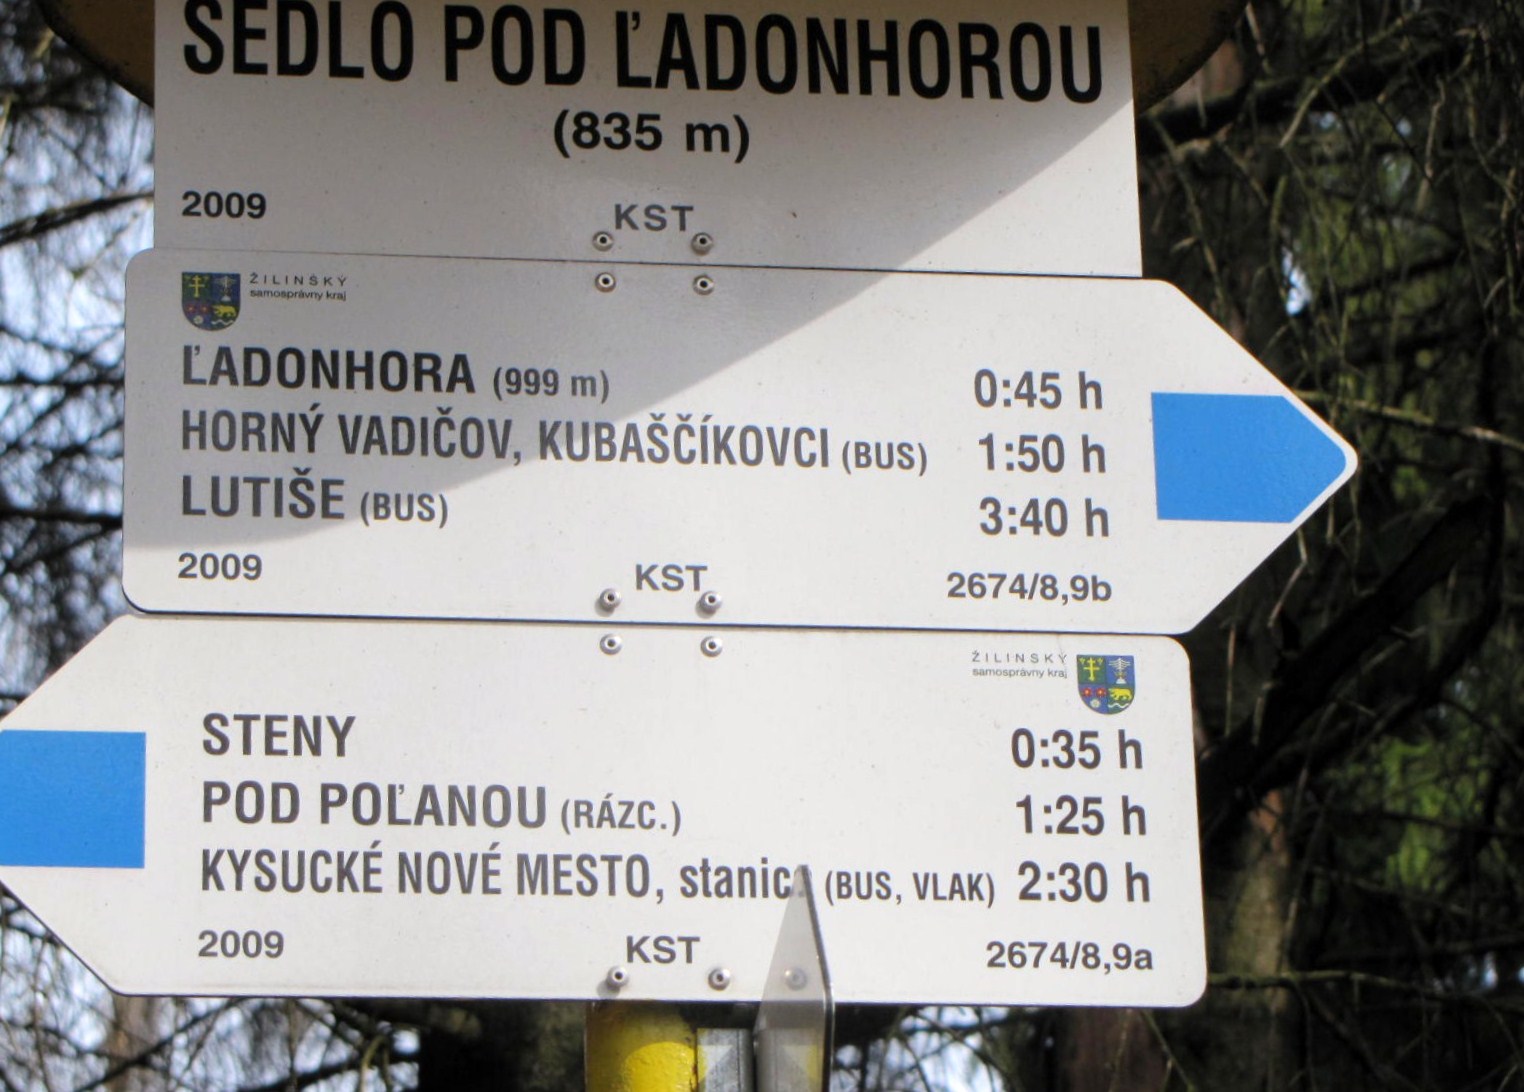 SEDLO POD ĽADONHOROU
(835 m)
2009 KST
ŽILINSKÝ
samosprávny kraj
ĽADONHORA (999 m) 0:45 h
HORNÝ VADIČOV, KUBAŠČÍKOVCI (BUS) 1:50 h
LUTIŠE (BUS) 3:40 h
2009 KST 2674/8,9b
ŽILINSKÝ
samosprávny kraj
STENY 0:35 h
POD POĽANOU (RÁZC.) 1:25 h
KYSUCKÉ NOVÉ MESTO, stanica (BUS, VLAK) 2:30 h
2009 KST 2674/8,9a